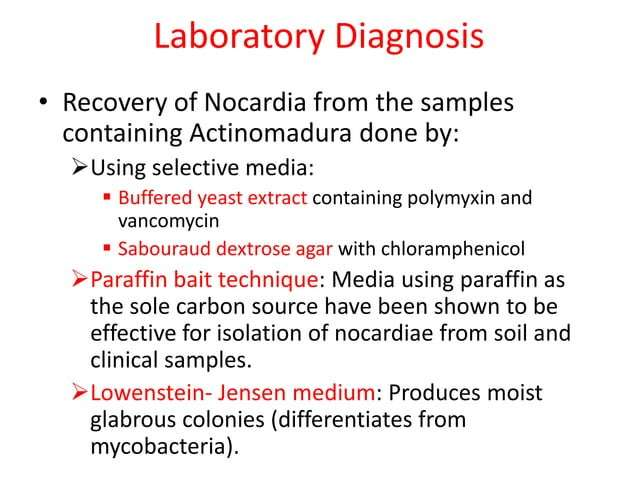 Laboratory Diagnosis
• Recovery of Nocardia from the samples
containing Actinomadura done by:
➢Using selective media:
▪ Buffered yeast extract containing polymyxin and
vancomycin
▪ Sabouraud dextrose agar with chloramphenicol
➢Paraffin bait technique: Media using paraffin as
the sole carbon source have been shown to be
effective for isolation of nocardiae from soil and
clinical samples.
➢Lowenstein- Jensen medium: Produces moist
glabrous colonies (differentiates from
mycobacteria).